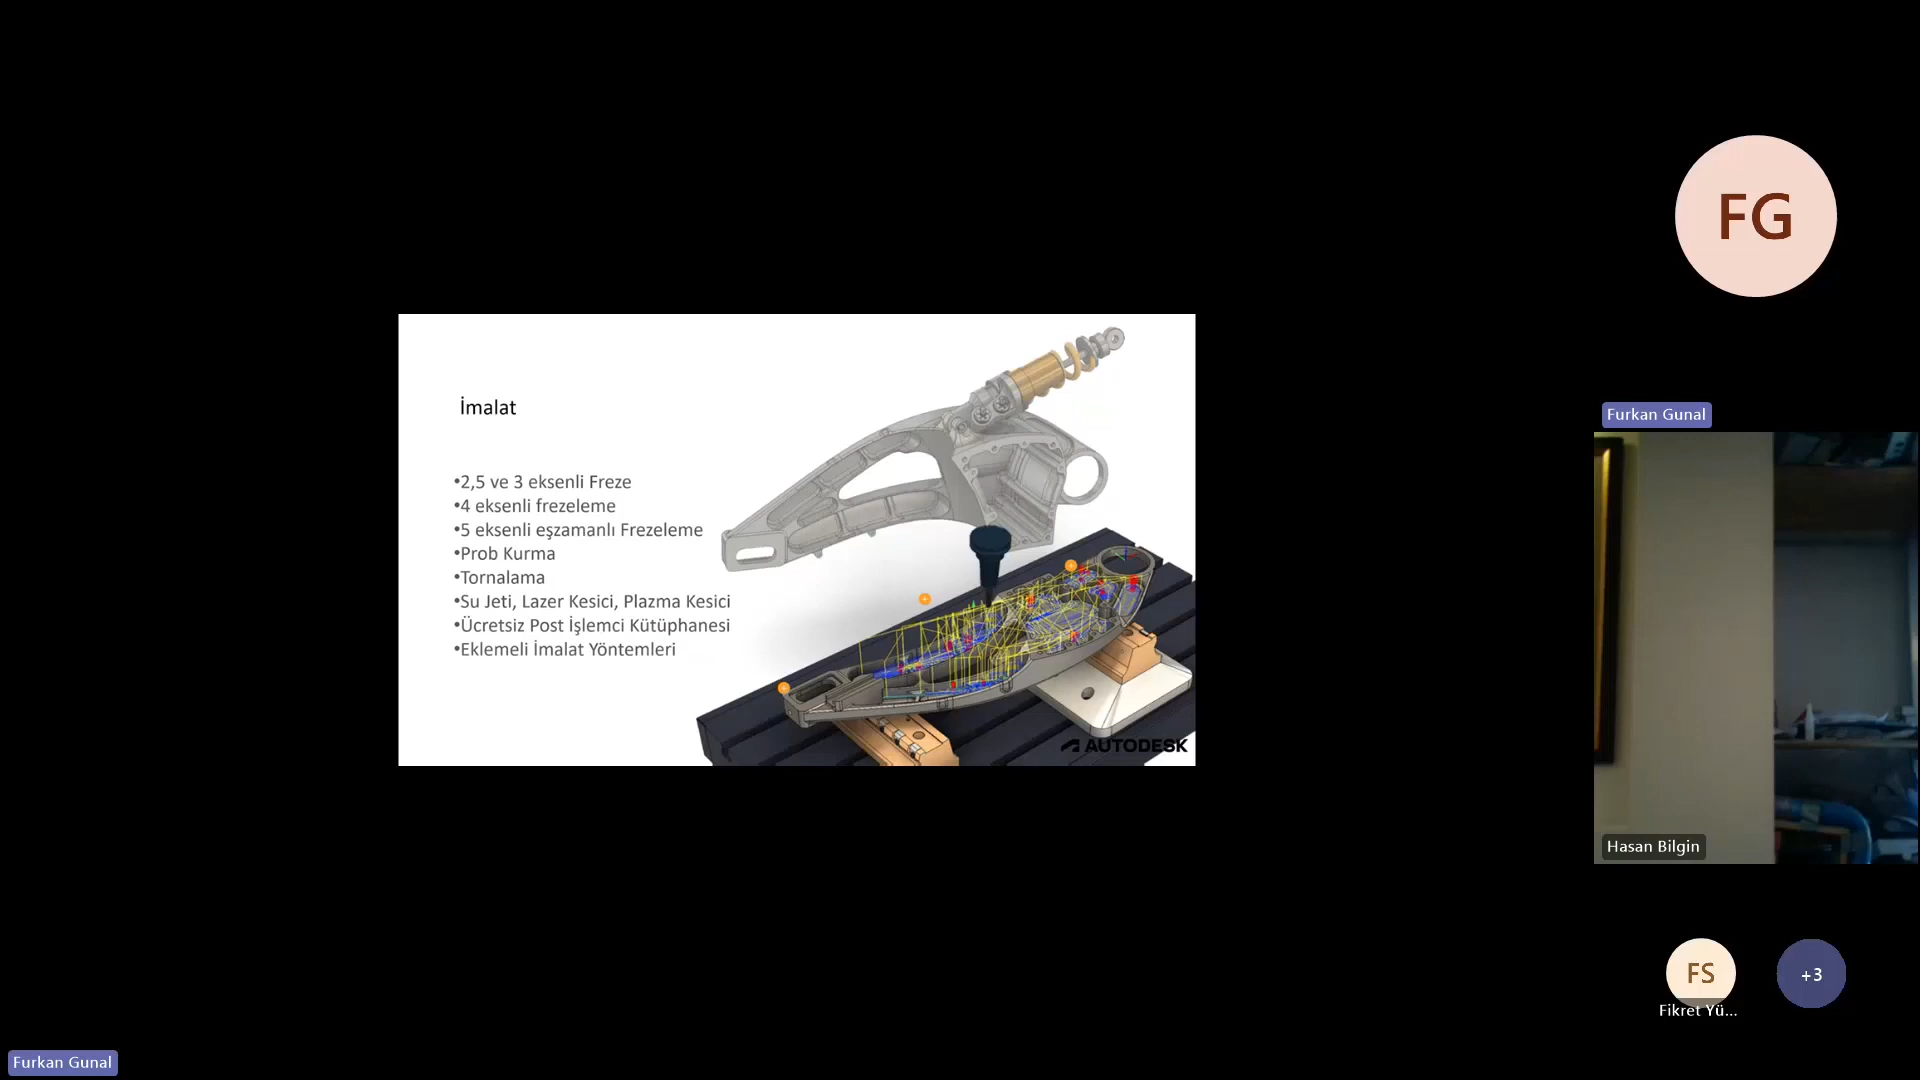 İmalat
•2,5 ve 3 eksenli Freze
•4 eksenli frezeleme
•5 eksenli eşzamanlı Frezeleme
•Prob Kurma
•Tornalama
•Su Jeti, Lazer Kesici, Plazma Kesici
•Ücretsiz Post İşlemci Kütüphanesi
•Eklemeli İmalat Yöntemleri
AUTODESK
FG
Furkan Gunal
Hasan Bilgin
FS
Fikret Yü...
+3
Furkan Gunal